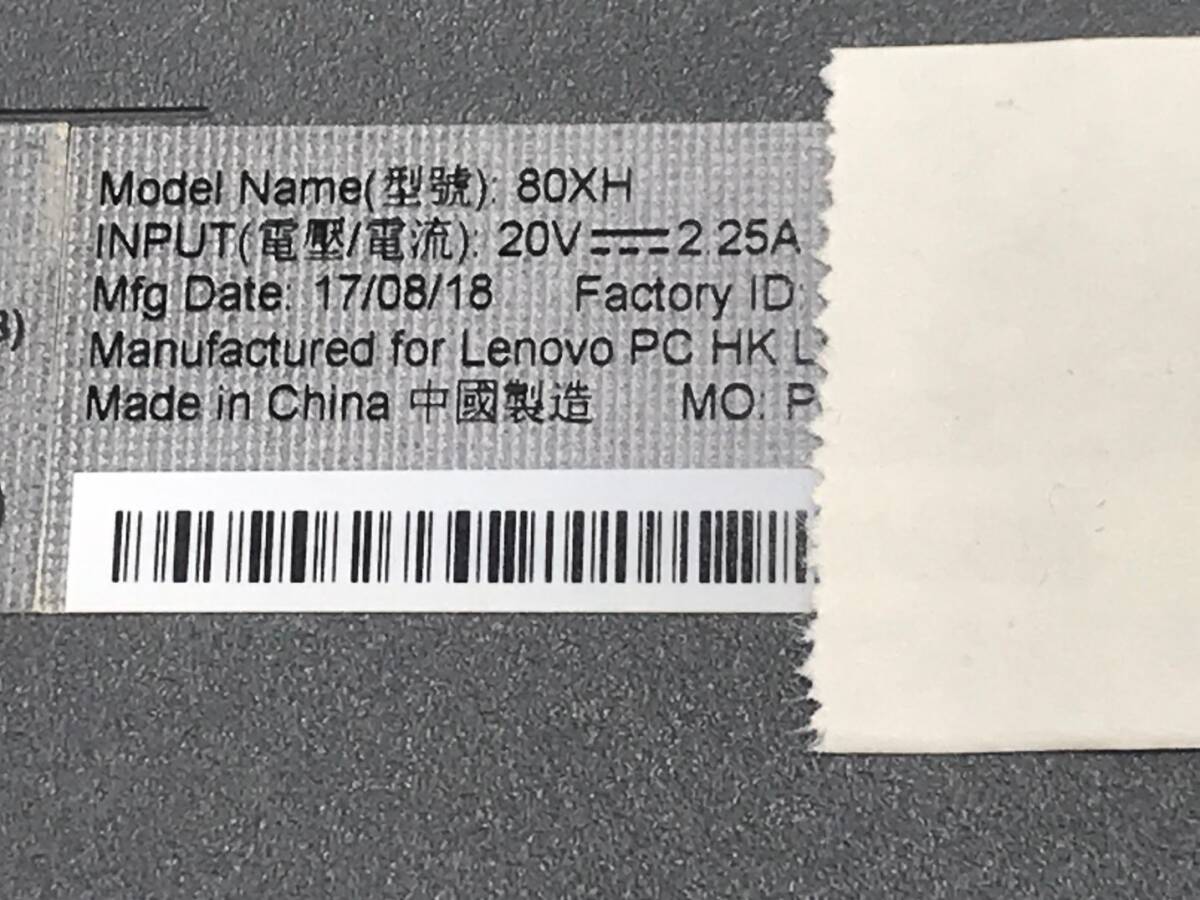 Model Name(型號): 80XH
INPUT(電壓/電流): 20V⎓2.25A
Mfg Date: 17/08/18 Factory ID:
Manufactured for Lenovo PC HK L
Made in China 中國製造 MO: P